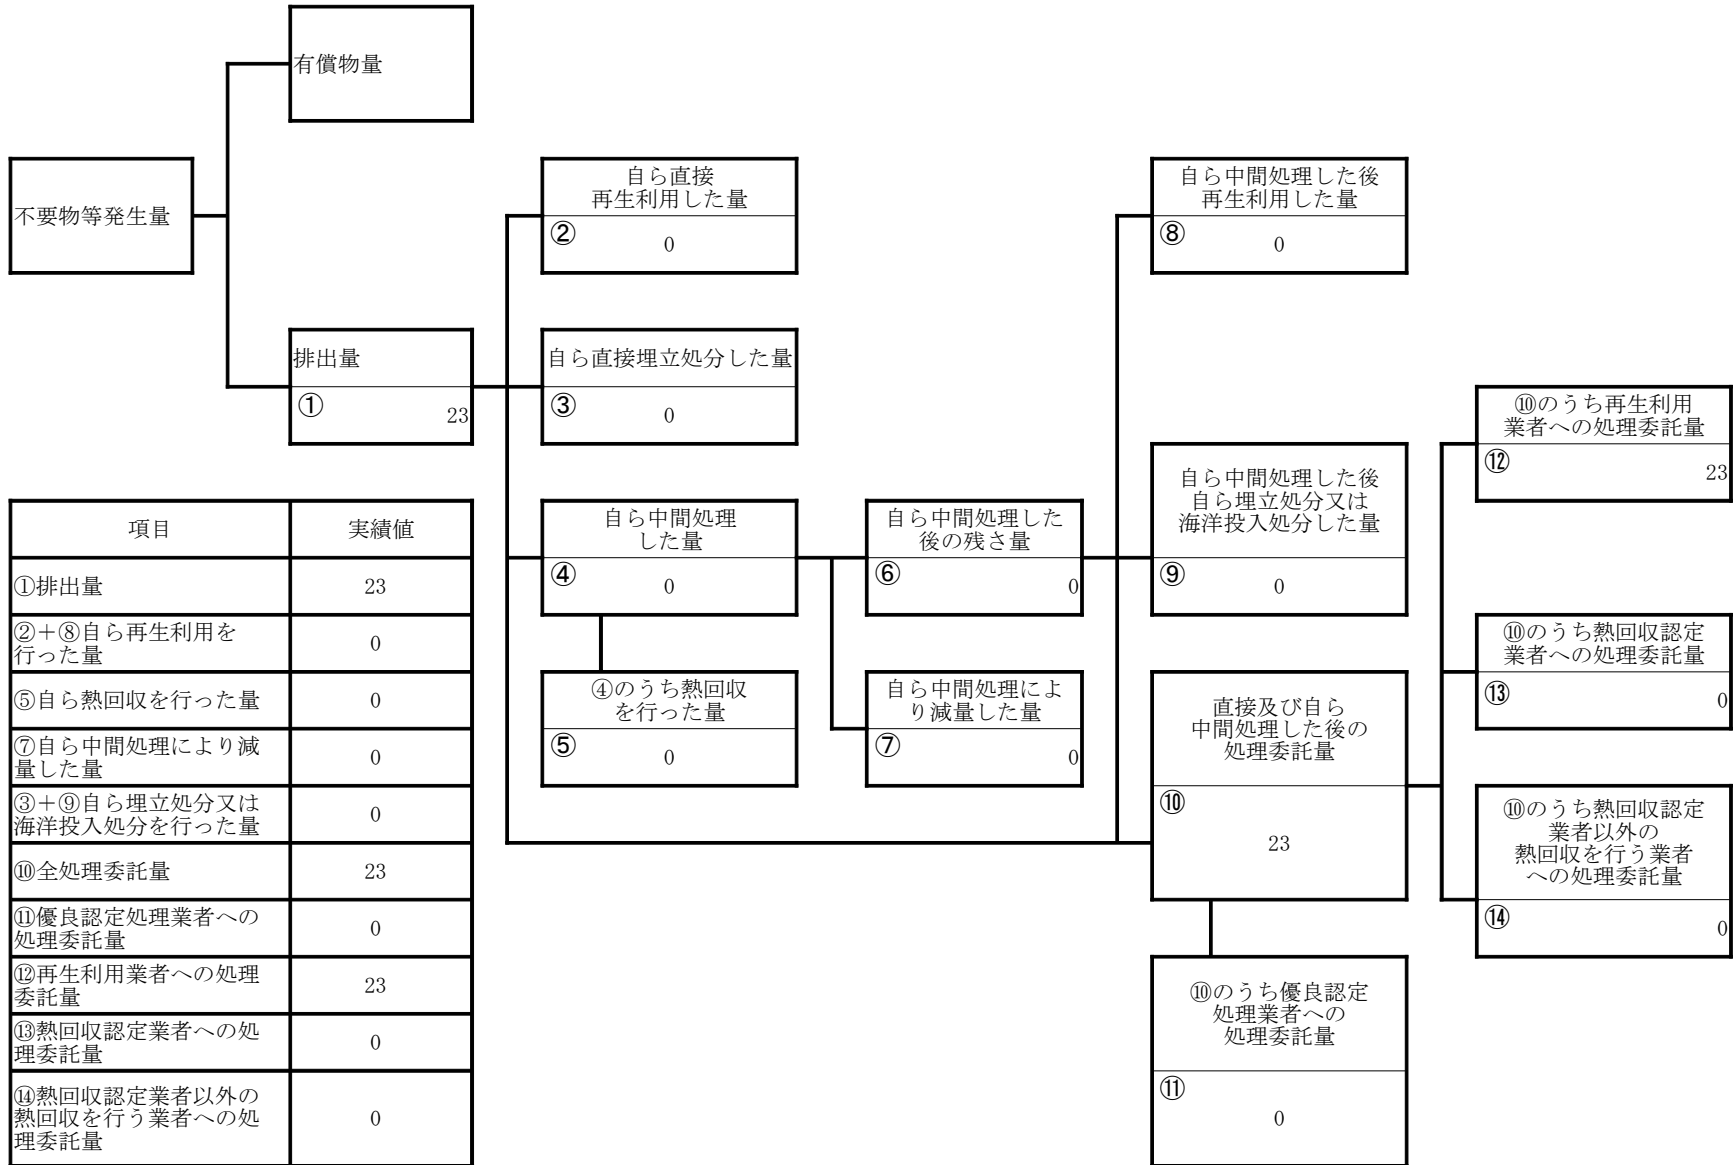 有償物量
不要物等発生量
自ら直接
再生利用した量
②
0
自ら中間処理した後
再生利用した量
⑧
0
排出量
①
23
自ら直接埋立処分した量
③
0
⑩のうち再生利用
業者への処理委託量
⑫
23
自ら中間処理
した量
④
0
自ら中間処理した
後の残さ量
⑥
0
自ら中間処理した後
自ら埋立処分又は
海洋投入処分した量
⑨
0
⑩のうち熱回収認定
業者への処理委託量
⑬
0
④のうち熱回収
を行った量
⑤
0
自ら中間処理によ
り減量した量
⑦
0
直接及び自ら
中間処理した後の
処理委託量
⑩
23
⑩のうち熱回収認定
業者以外の
熱回収を行う業者
への処理委託量
⑭
0
⑩のうち優良認定
処理業者への
処理委託量
⑪
0
項目 実績値
①排出量 23
②+⑧自ら再生利用を
行った量 0
⑤自ら熱回収を行った量 0
⑦自ら中間処理により減
量した量 0
③+⑨自ら埋立処分又は
海洋投入処分を行った量 0
⑩全処理委託量 23
⑪優良認定処理業者への
処理委託量 0
⑫再生利用業者への処理
委託量 23
⑬熱回収認定業者への処
理委託量 0
⑭熱回収認定業者以外の
熱回収を行う業者への処
理委託量 0